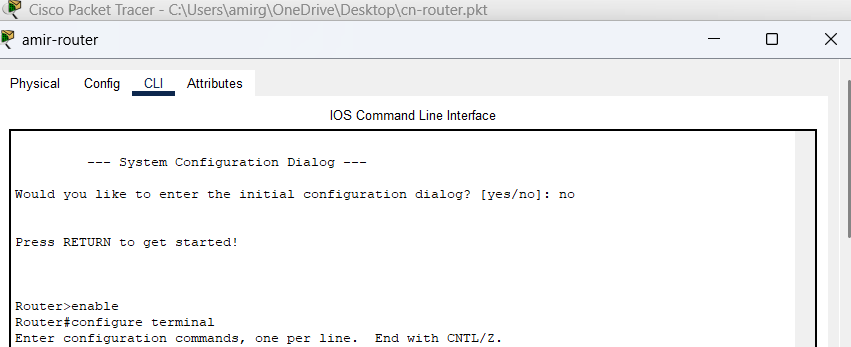 Cisco Packet Tracer - C:\Users\amirg\OneDrive\Desktop\cn-router.pkt
amir-router
Physical Config CLI Attributes
IOS Command Line Interface
--- System Configuration Dialog ---
Would you like to enter the initial configuration dialog? [yes/no]: no
Press RETURN to get started!
Router>enable
Router#configure terminal
Enter configuration commands, one per line.  End with CNTL/Z.